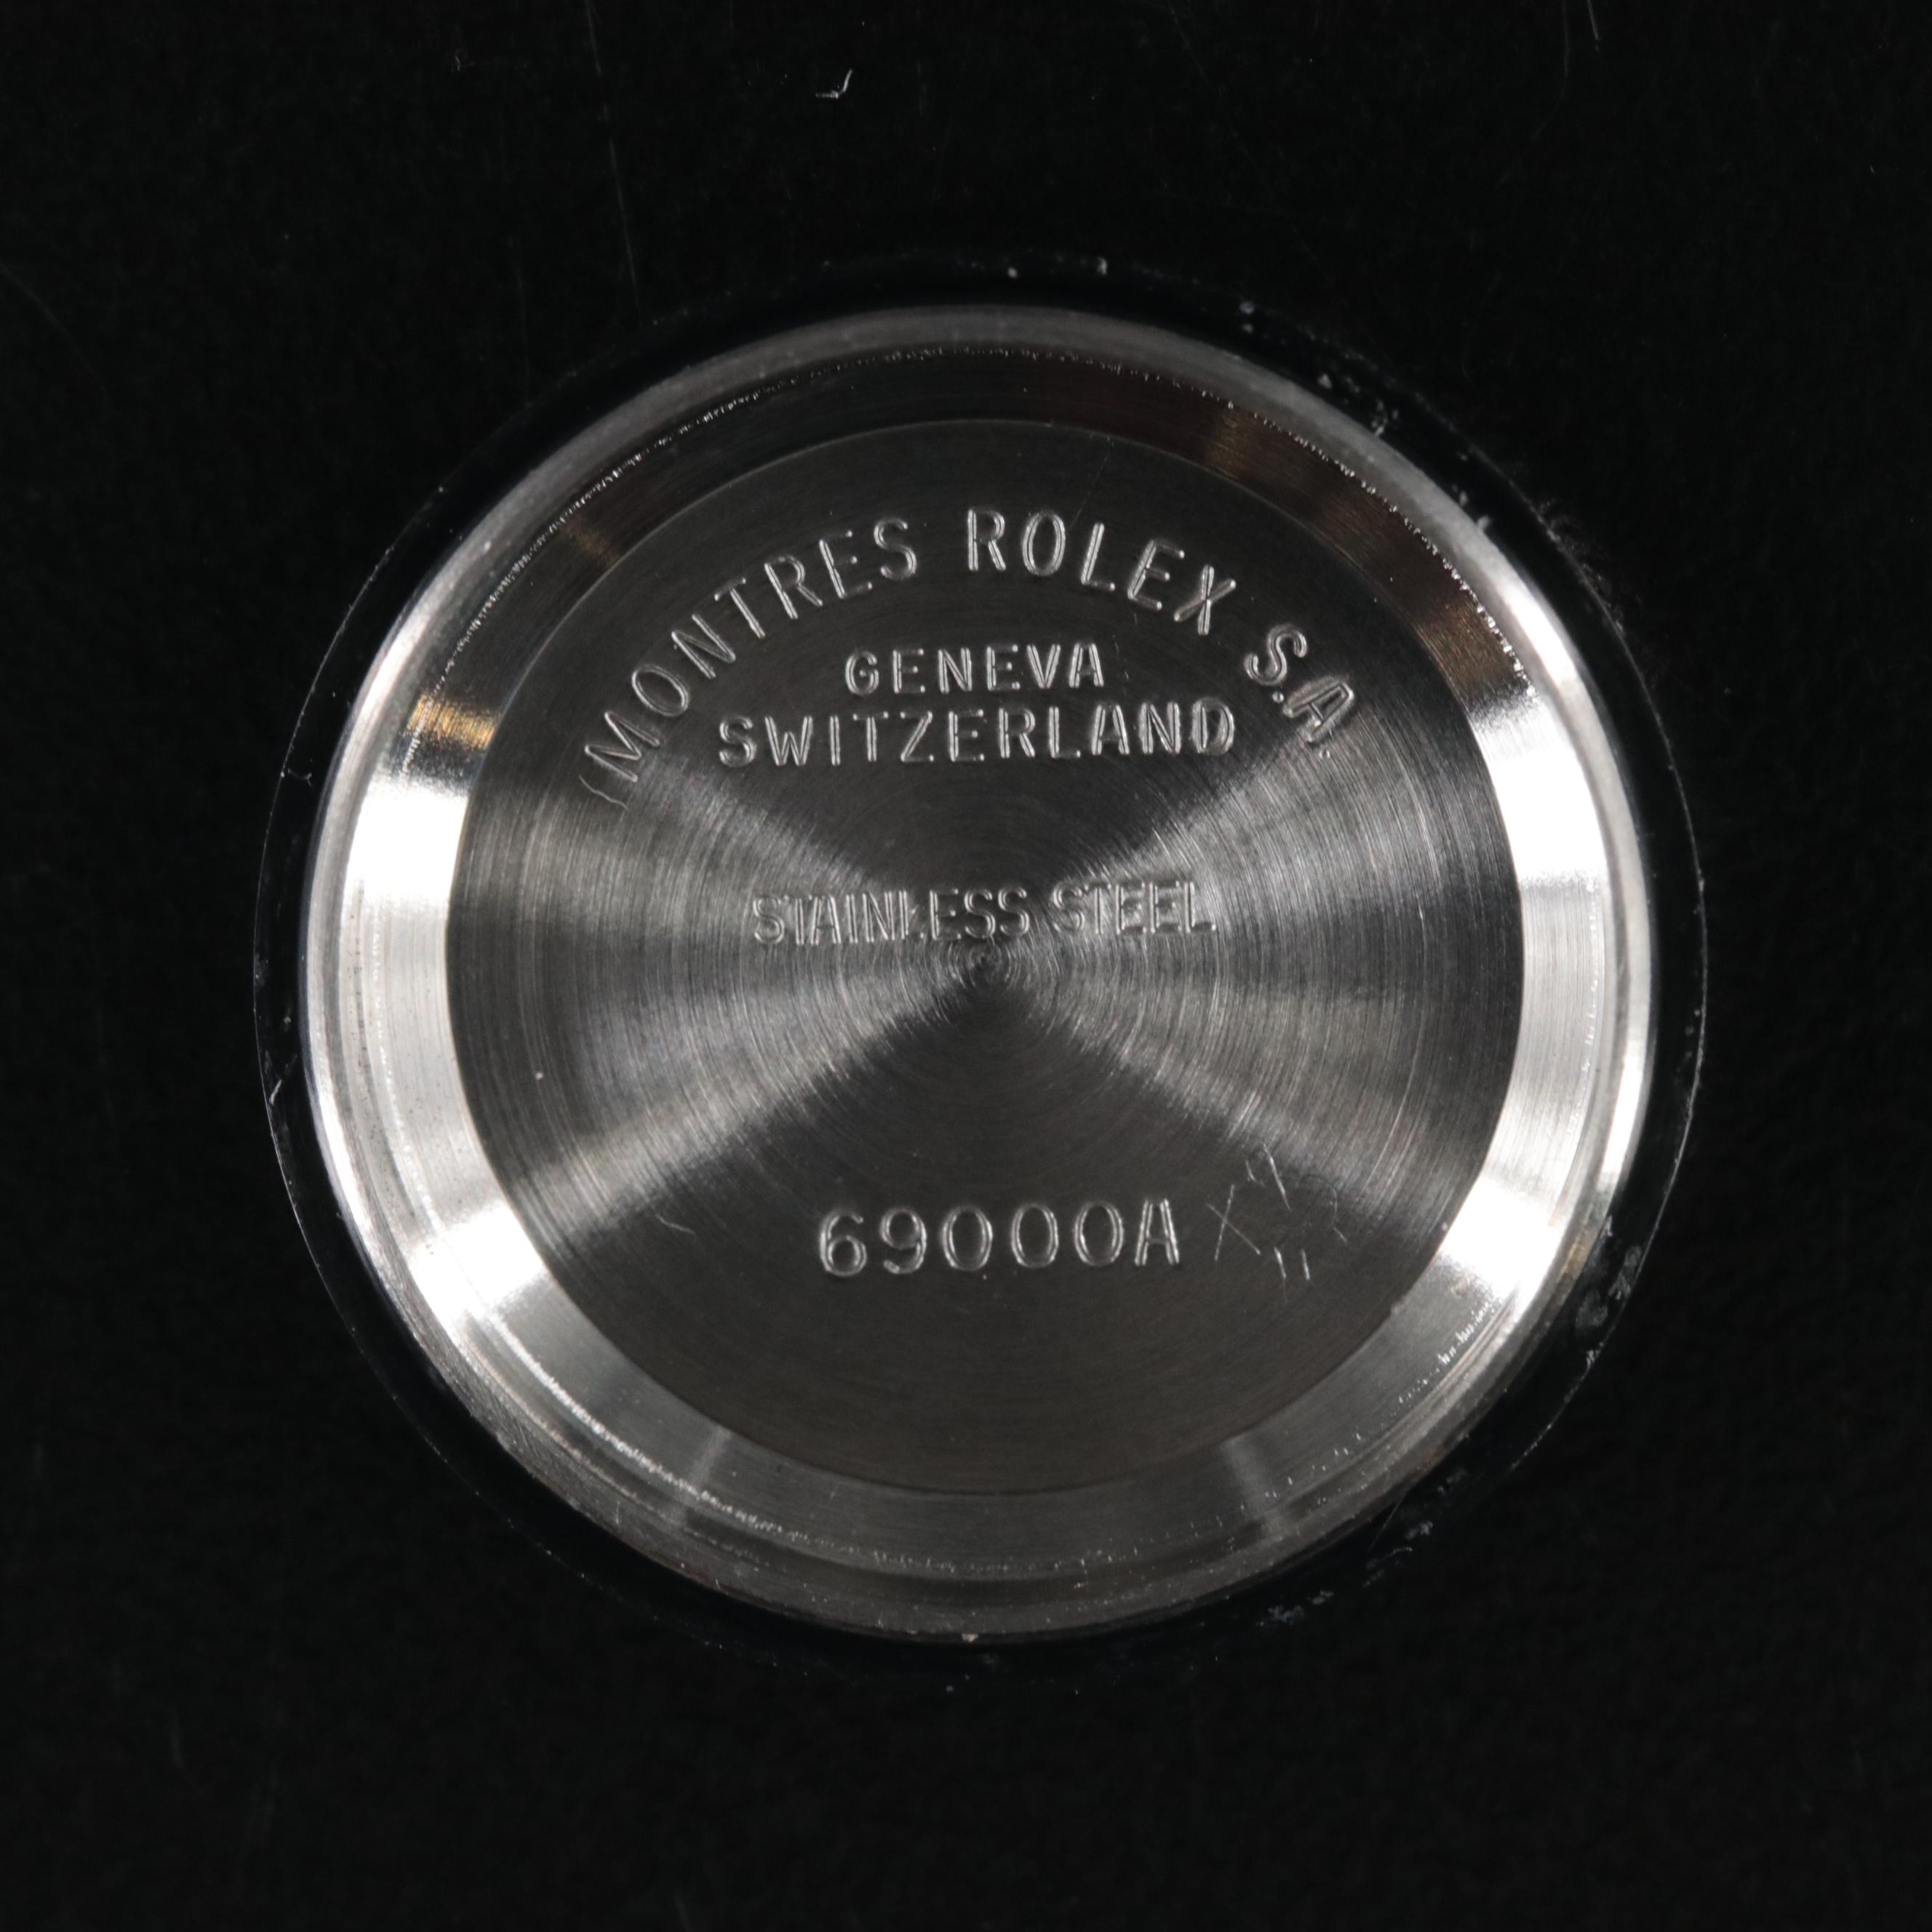 MONTRES ROLEX S.A.
GENEVA
SWITZERLAND
STAINLESS STEEL
69000A